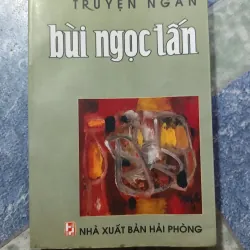 TRUYỆN NGẮN
bùi ngọc tấn
NHÀ XUẤT BẢN HẢI PHÒNG